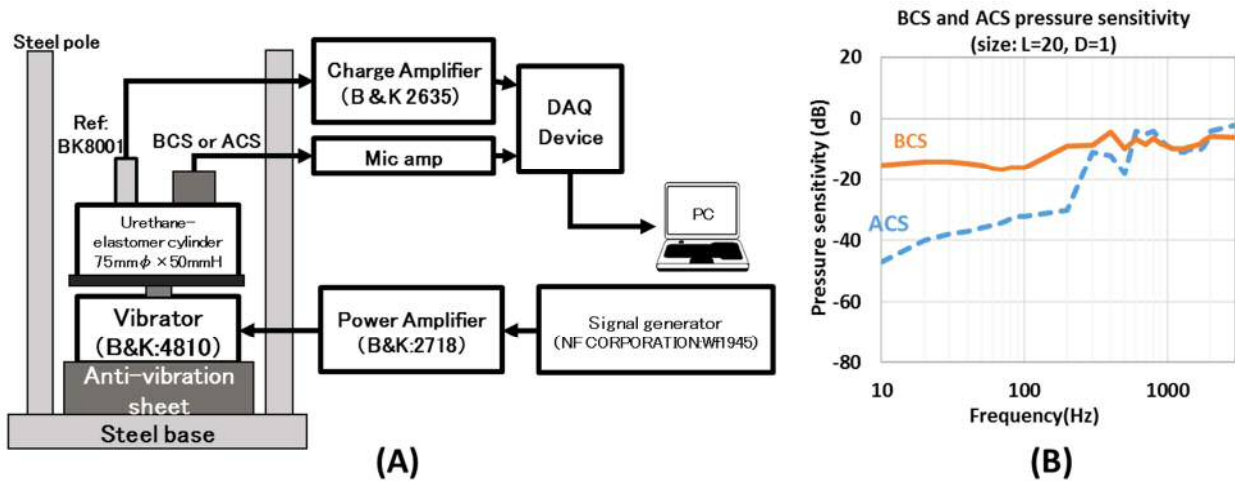 Steel pole
Ref:
BK8001
BCS or ACS
Charge Amplifier
(B&K 2635)
Mic amp
DAQ
Device
PC
Urethane-
elastomer cylinder
75mmϕ ×50mmH
Vibrator
(B&K:4810)
Power Amplifier
(B&K:2718)
Signal generator
(NF CORPORATION:Wf1945)
Anti-vibration
sheet
Steel base
(A)
BCS and ACS pressure sensitivity
(size: L=20, D=1)
Pressure sensitivity (dB)
20
0
-20
-40
-60
-80
BCS
ACS
10
100
1000
Frequency(Hz)
(B)